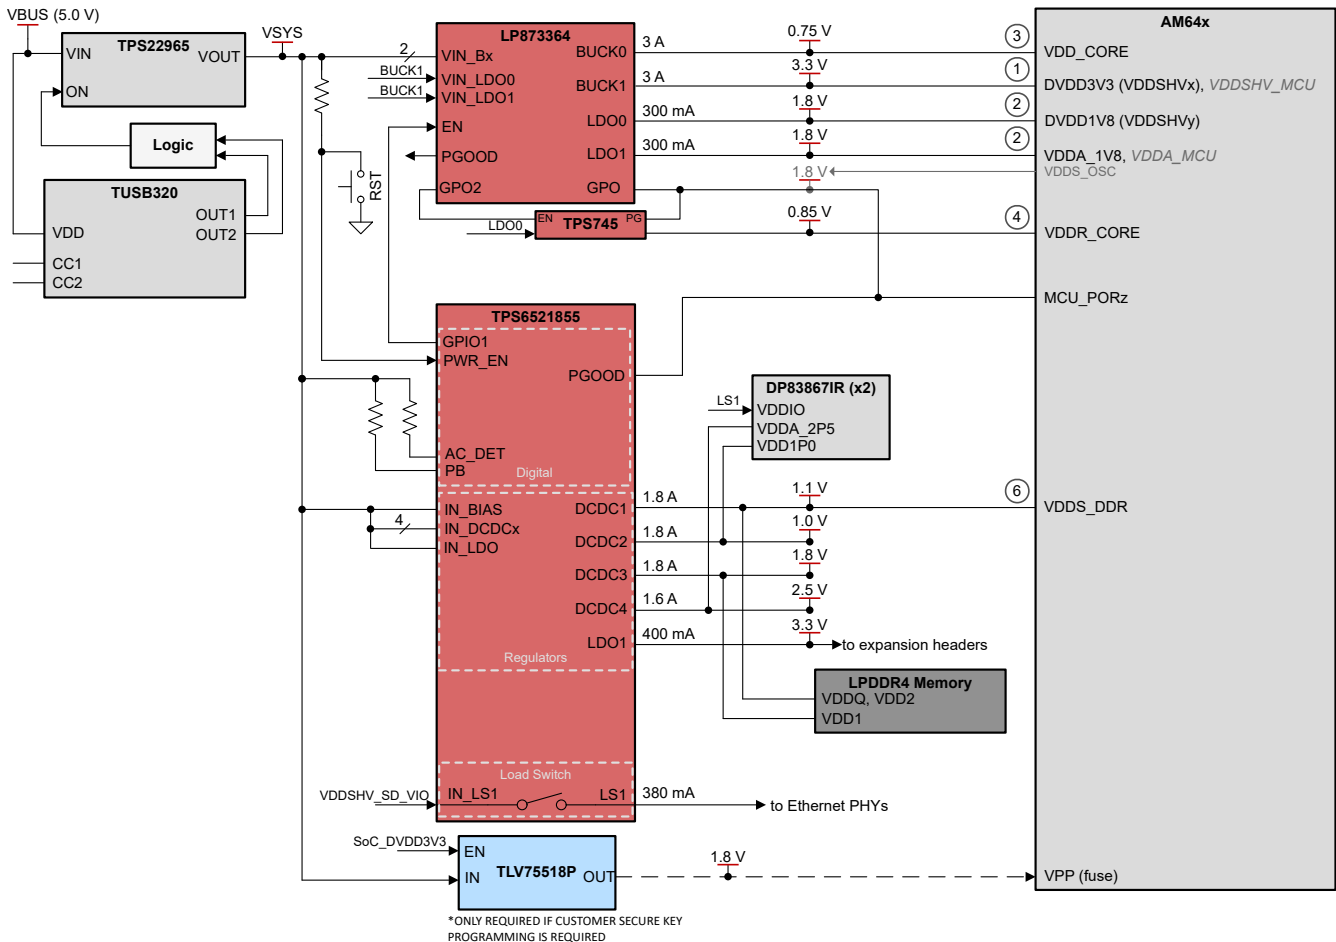 VBUS (5.0 V)
TPS22965
VIN
VOUT
ON
VSYS
Logic
TUSB320
OUT1
OUT2
VDD
CC1
CC2
RST
LP873364
2
VIN_Bx
BUCK1
VIN_LDO0
BUCK1
VIN_LDO1
EN
PGOOD
GPO2
BUCK0
BUCK1
LDO0
LDO1
GPO
3 A
3 A
300 mA
300 mA
0.75 V
3.3 V
1.8 V
1.8 V
1.8 V
0.85 V
LDO0
EN
TPS745
PG
AM64x
3
VDD_CORE
1
DVDD3V3 (VDDSHVx), VDDSHV_MCU
2
DVDD1V8 (VDDSHVy)
2
VDDA_1V8, VDDA_MCU
VDDS_OSC
4
VDDR_CORE
MCU_PORz
6
VDDS_DDR
VPP (fuse)
TPS6521855
GPIO1
PWR_EN
PGOOD
AC_DET
PB
Digital
IN_BIAS
4
IN_DCDCx
IN_LDO
DCDC1
DCDC2
DCDC3
DCDC4
LDO1
Regulators
1.8 A
1.8 A
1.8 A
1.6 A
400 mA
1.1 V
1.0 V
1.8 V
2.5 V
3.3 V
to expansion headers
DP83867IR (x2)
LS1
VDDIO
VDDA_2P5
VDD1P0
LPDDR4 Memory
VDDQ, VDD2
VDD1
Load Switch
VDDSHV_SD_VIO
IN_LS1
LS1
380 mA
to Ethernet PHYs
SoC_DVDD3V3
EN
IN
TLV75518P
OUT
1.8 V
*ONLY REQUIRED IF CUSTOMER SECURE KEY
PROGRAMMING IS REQUIRED